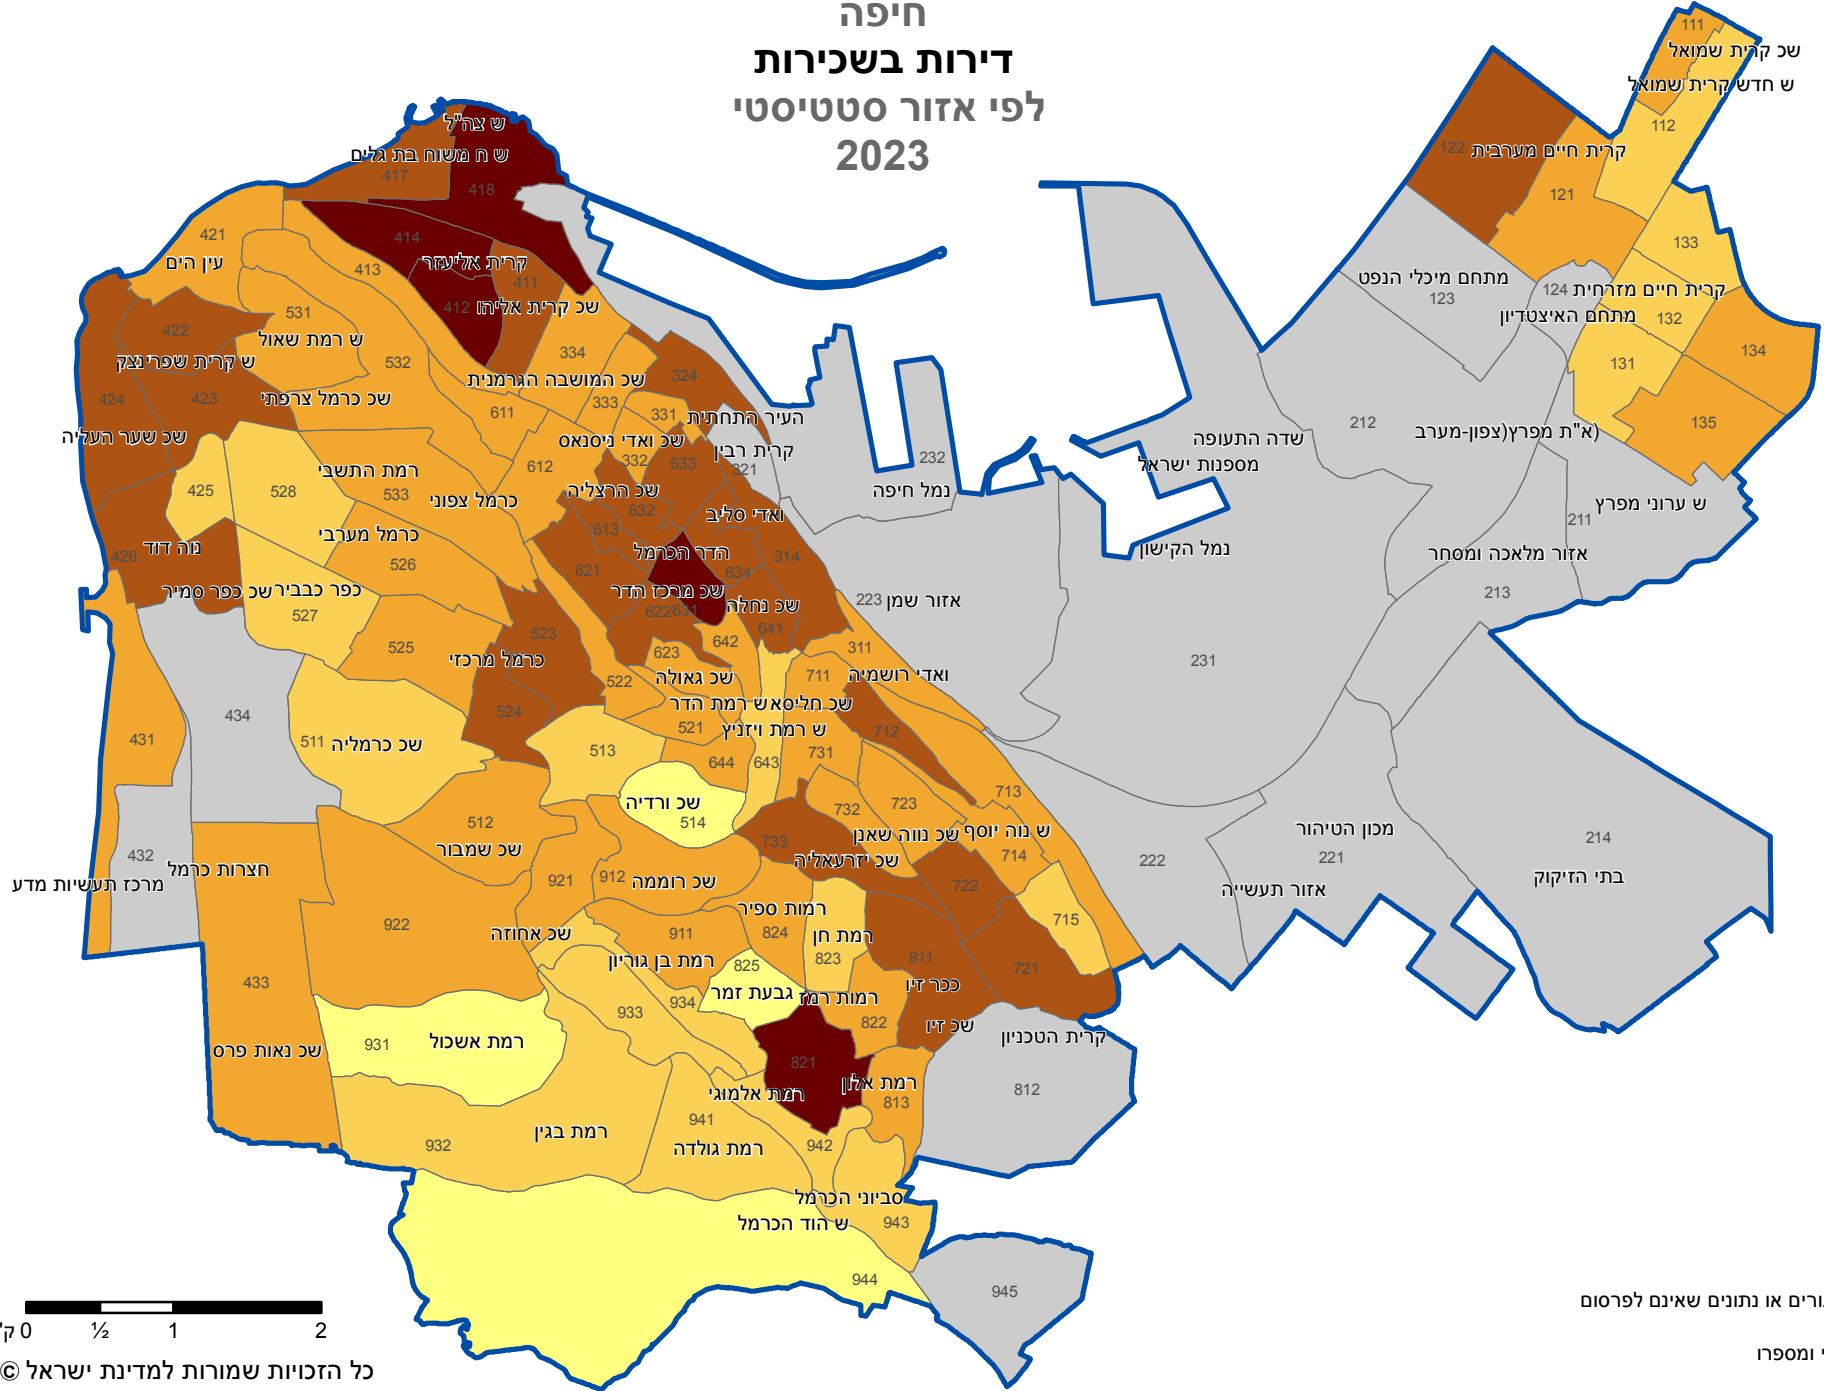 חיפה
דירות בשכירות
לפי אזור סטטיסטי
2023
111
שכ קרית שמואל
ש חדש קרית שמואל
112
ש צה"ל
ש ח משוח בת גלים
417
418
122
קרית חיים מערבית
121
133
421
עין הים
414
413
קרית אליעזר
411
412
שכ קרית אליהו
מתחם מיכלי הנפט
123
124
קרית חיים מזרחית
מתחם האיצטדיון
132
134
131
135
531
ש רמת שאול
422
ש קרית שפרינצק
532
334
שכ המושבה הגרמנית
324
424
423
שכ כרמל צרפתי
611
333
331
העיר התחתית
שכ שער העליה
שכ ואדי ניסנאס
קרית רבין
321
332
633
612
232
נמל חיפה
שדה התעופה
מספנות ישראל
212
א"ת מפרץ(צפון-מערב)
425
528
רמת התשבי
533
כרמל צפוני
שכ הרצליה
632
ואדי סליב
613
ש ערוני מפרץ
211
426
נוה דוד
כרמל מערבי
526
הדר הכרמל
314
634
נמל הקישון
אזור מלאכה ומסחר
213
621
שכ מרכז הדר
622
631
שכ נחלה
641
כפר כבביר
שכ כפר סמיר
527
223
אזור שמן
525
523
כרמל מרכזי
642
623
שכ גאולה
311
ואדי רושמיה
711
231
522
524
שכ חליסא
ש רמת הדר
521
ש רמת ויזניץ
712
434
431
511
שכ כרמליה
513
644
643
731
שכ ורדיה
514
732
723
713
512
שכ שמבור
733
שכ נווה שאנן
ש נוה יוסף
714
שכ יזרעאליה
מכון הטיהור
221
222
214
בתי הזיקוק
אזור תעשייה
432
חצרות כרמל
מרכז תעשיות מדע
921
912
שכ רוממה
722
715
922
שכ אחוזה
רמות ספיר
824
רמת חן
823
911
רמת בן גוריון
825
גבעת זמר
811
ככר זיו
721
433
934
933
רמות רמז
822
שכ זיו
קרית הטכניון
812
שכ נאות פרס
931
רמת אשכול
821
רמת אלון
813
רמת אלמוגי
941
932
רמת בגין
רמת גולדה
942
סביוני הכרמל
943
ש הוד הכרמל
944
945
0 ½ 1 2
כל הזכויות שמורות למדינת ישראל ©
או נתונים שאינם לפרסום
ומספרו